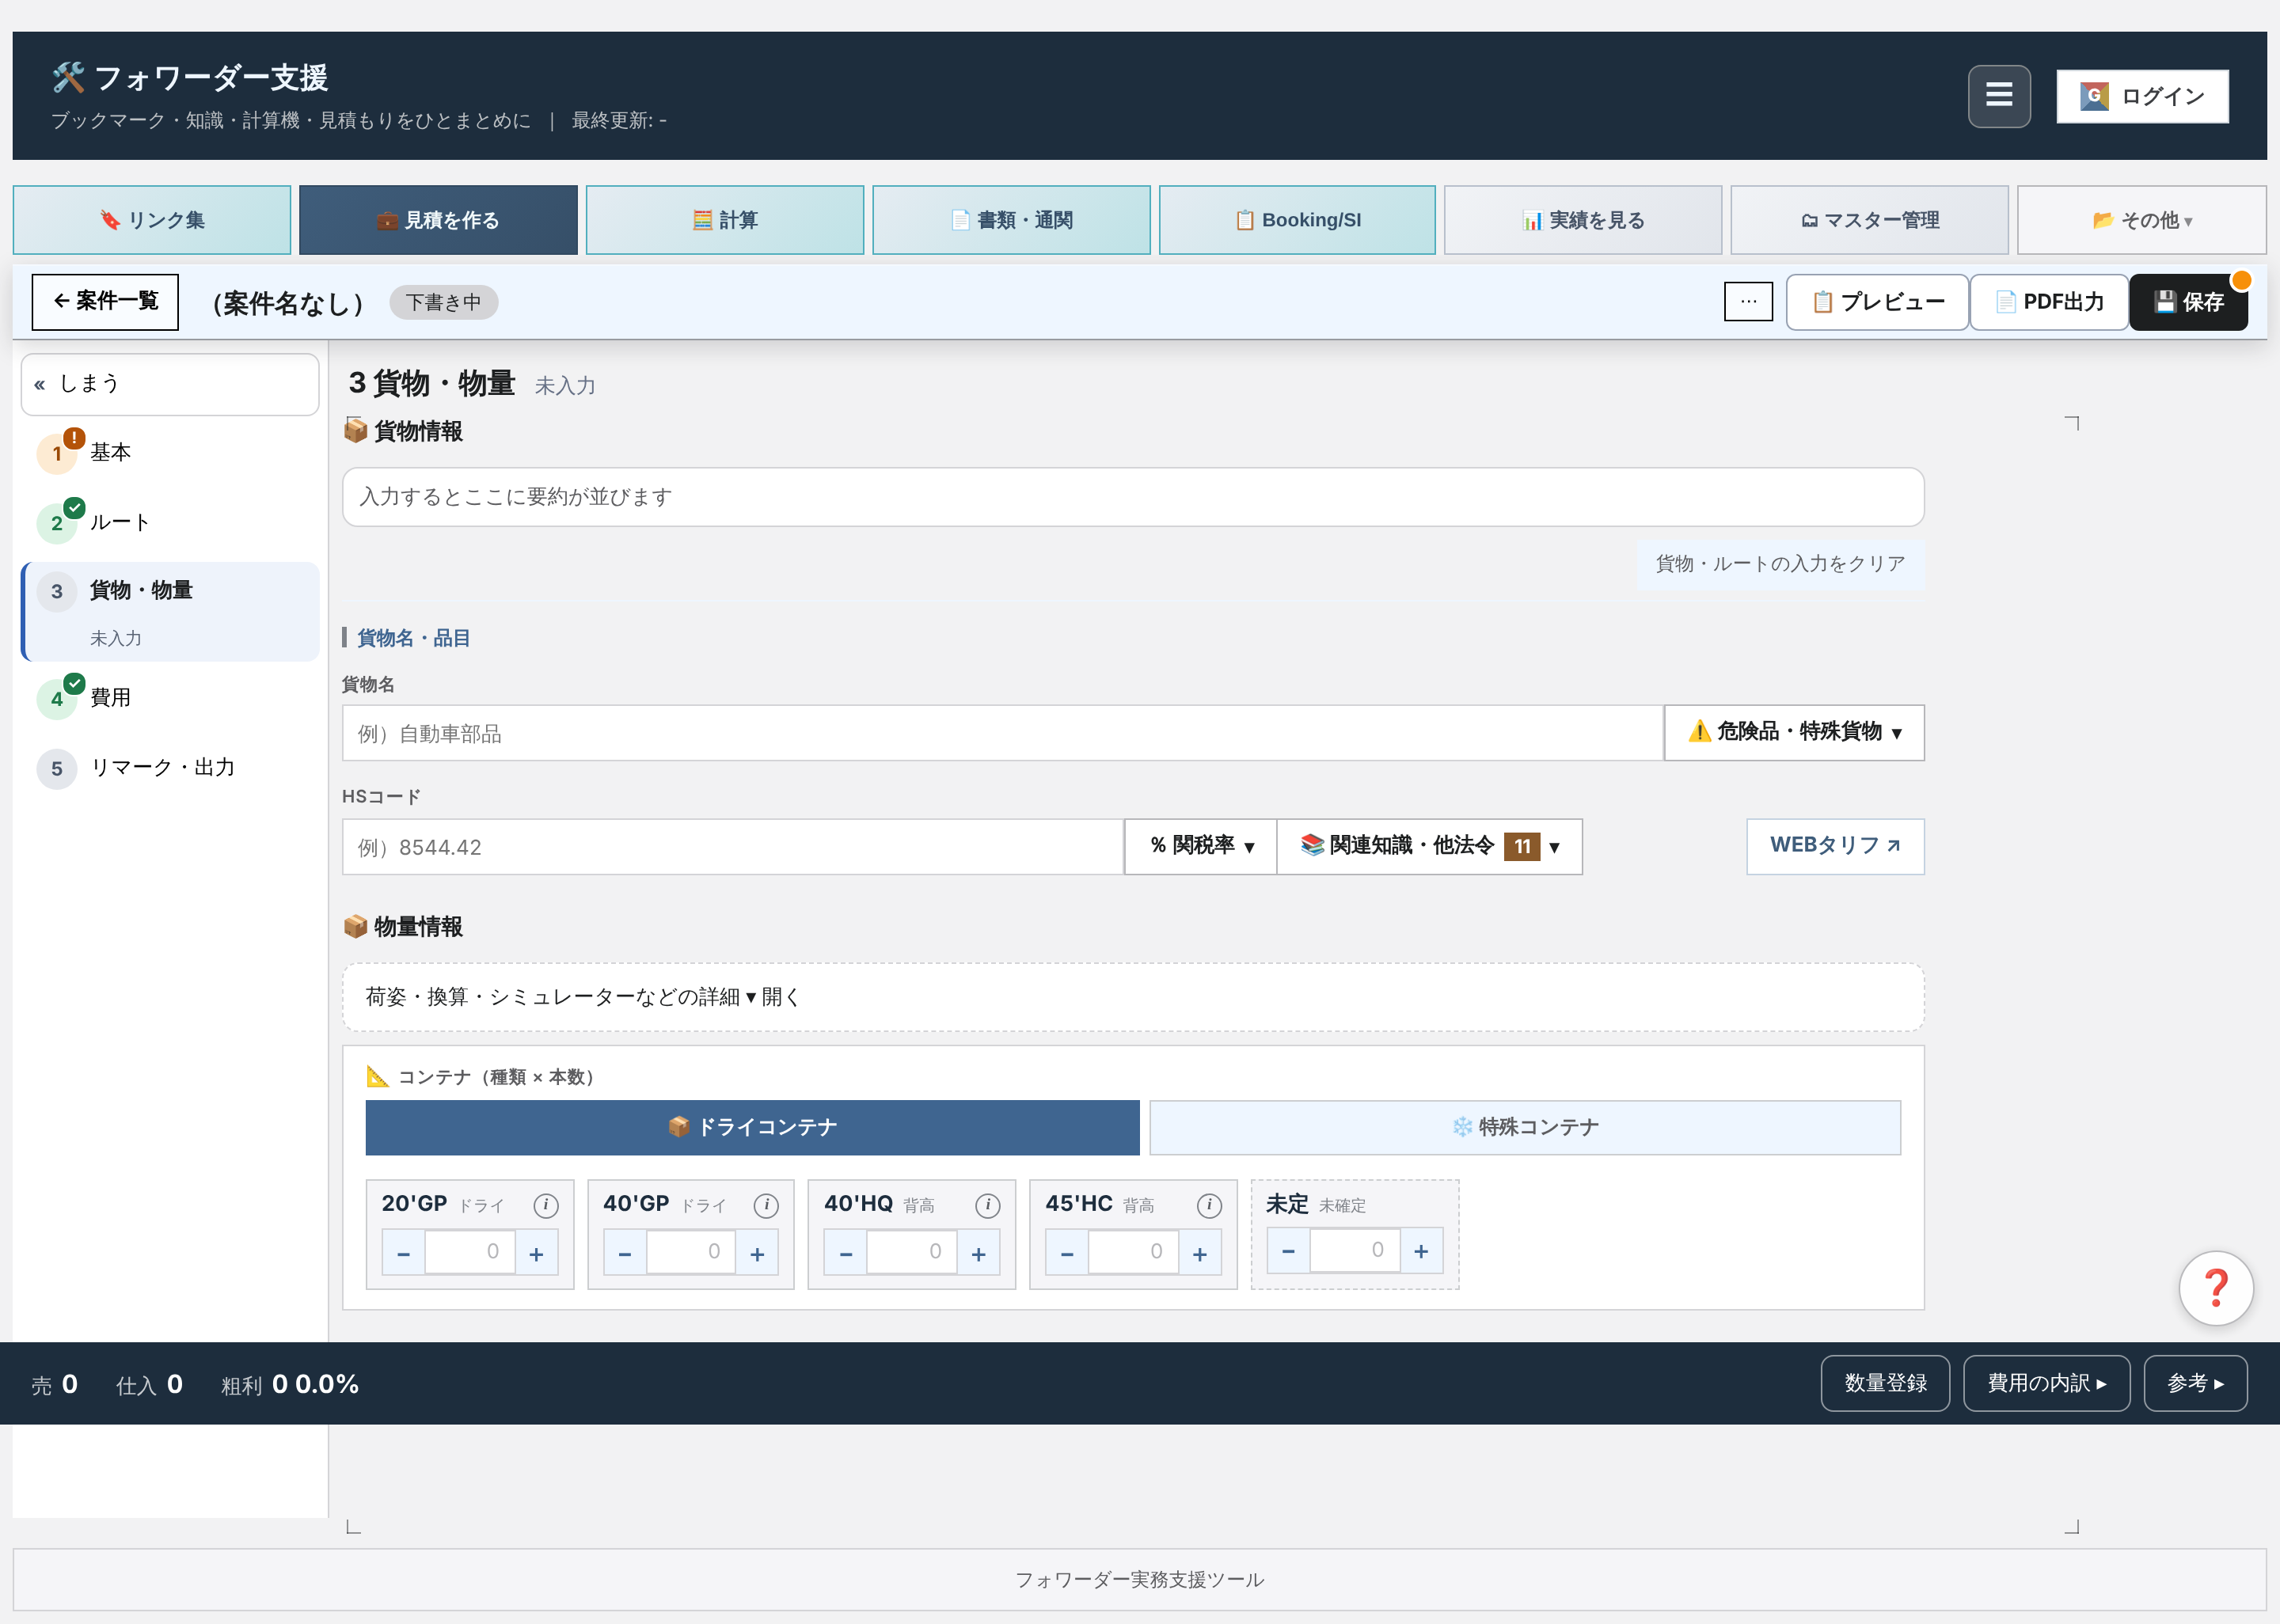 🛠️ フォワーダー支援
ブックマーク・知識・計算機・見積もりをひとまとめに ｜ 最終更新: -
☰
G ログイン
🔖 リンク集
💼 見積を作る
🧮 計算
📄 書類・通関
📋 Booking/SI
📊 実績を見る
🗂 マスター管理
📂 その他 ▾
← 案件一覧
（案件名なし）
下書き中
…
📋 プレビュー
📄 PDF出力
💾 保存
« しまう
1 ! 基本
2 ✓ ルート
3 貨物・物量
未入力
4 ✓ 費用
5 リマーク・出力
3 貨物・物量 未入力
📦 貨物情報
入力するとここに要約が並びます
貨物・ルートの入力をクリア
貨物名・品目
貨物名
例）自動車部品
⚠️ 危険品・特殊貨物 ▾
HSコード
例）8544.42
% 関税率 ▾
📚 関連知識・他法令 11 ▾
WEBタリフ ↗
📦 物量情報
荷姿・換算・シミュレーターなどの詳細 ▾ 開く
📐 コンテナ（種類 × 本数）
📦 ドライコンテナ
❄️ 特殊コンテナ
20'GP ドライ i
− 0 +
40'GP ドライ i
− 0 +
40'HQ 背高 i
− 0 +
45'HC 背高 i
− 0 +
未定 未確定
− 0 +
❓
売 0 仕入 0 粗利 0 0.0%
数量登録
費用の内訳 ▸
参考 ▸
フォワーダー実務支援ツール